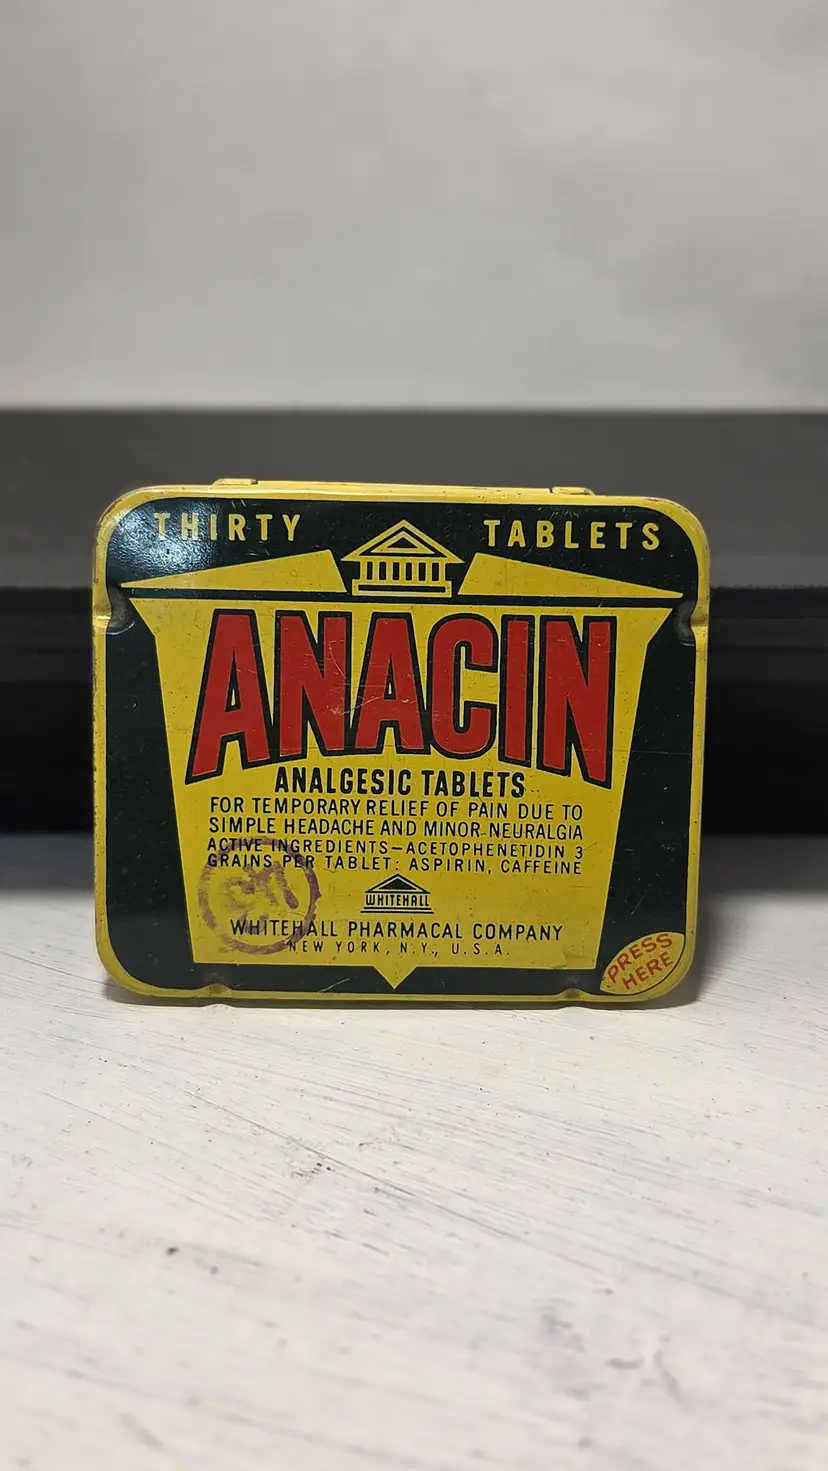 THIRTY TABLETS
ANACIN
ANALGESIC TABLETS
FOR TEMPORARY RELIEF OF PAIN DUE TO
SIMPLE HEADACHE AND MINOR NEURALGIA
ACTIVE INGREDIENTS—ACETOPHENETIDIN 3
GRAINS PER TABLET: ASPIRIN, CAFFEINE
WHITEHALL
WHITEHALL PHARMACAL COMPANY
NEW YORK, N.Y., U.S.A.
PRESS
HERE